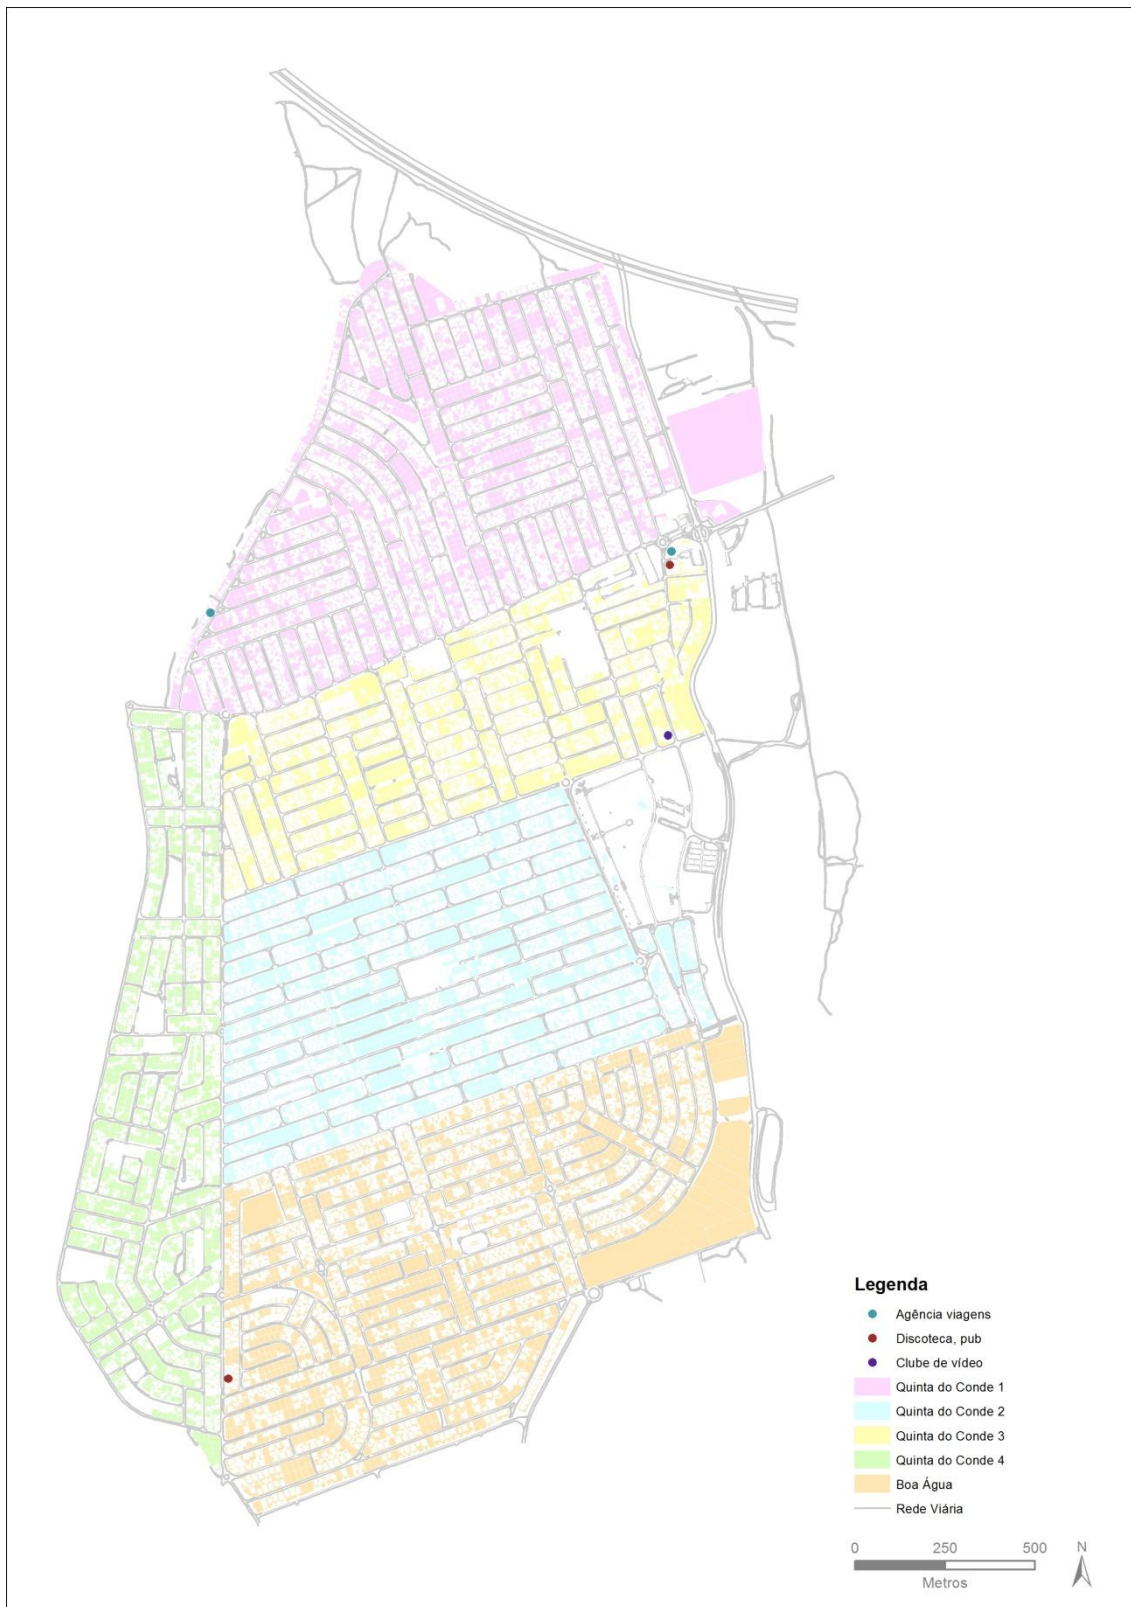 Legenda
Agência viagens
Discoteca, pub
Clube de vídeo
Quinta do Conde 1
Quinta do Conde 2
Quinta do Conde 3
Quinta do Conde 4
Boa Água
Rede Viária
0 250 500 N
Metros